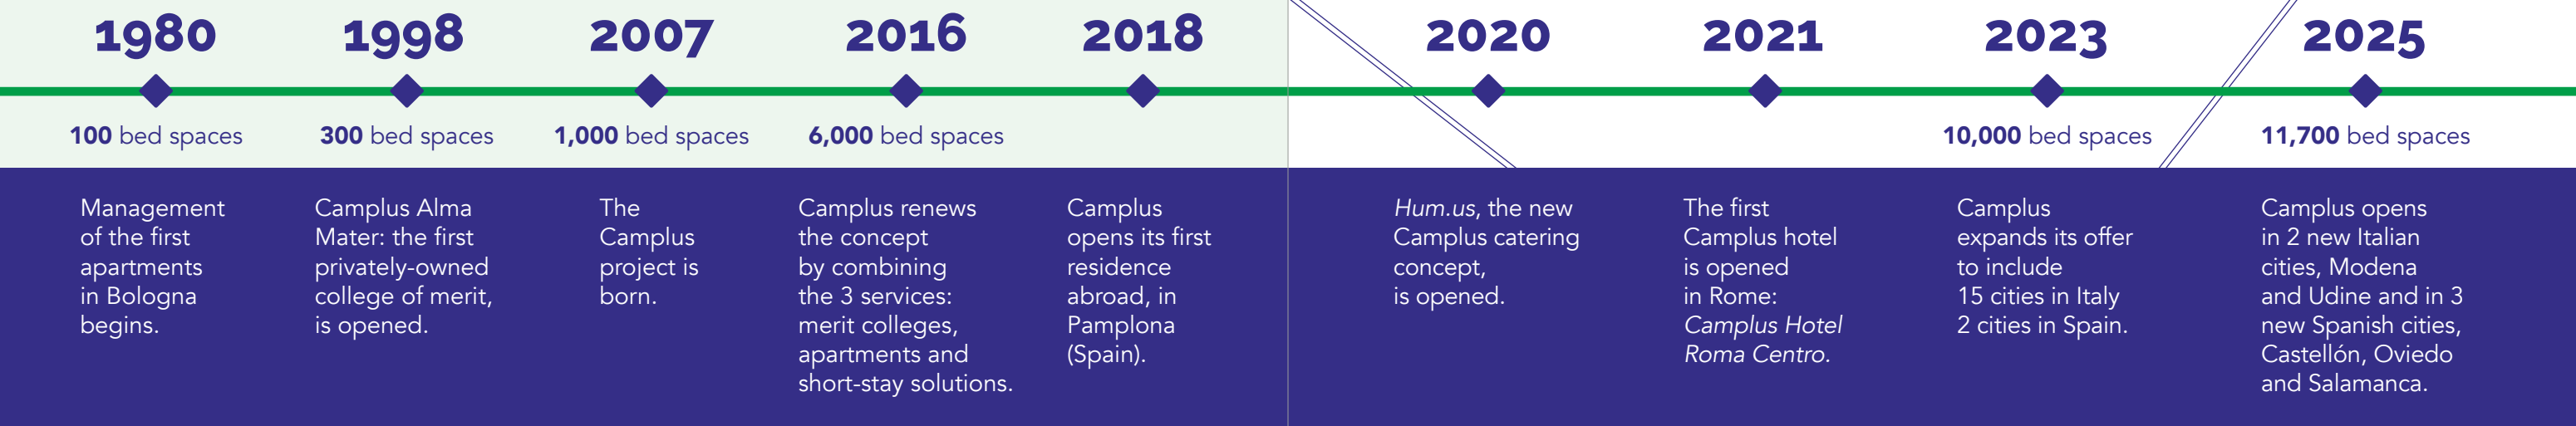 1980
100 bed spaces
Management
of the first
apartments
in Bologna
begins.
1998
300 bed spaces
Camplus Alma
Mater: the first
privately-owned
college of merit,
is opened.
2007
1,000 bed spaces
The
Camplus
project is
born.
2016
6,000 bed spaces
Camplus renews
the concept
by combining
the 3 services:
merit colleges,
apartments and
short-stay solutions.
2018
Camplus
opens its first
residence
abroad, in
Pamplona
(Spain).
2020
Hum.us, the new
Camplus catering
concept,
is opened.
2021
The first
Camplus hotel
is opened
in Rome:
Camplus Hotel
Roma Centro.
2023
10,000 bed spaces
Camplus
expands its offer
to include
15 cities in Italy
2 cities in Spain.
2025
11,700 bed spaces
Camplus opens
in 2 new Italian
cities, Modena
and Udine and in 3
new Spanish cities,
Castellón, Oviedo
and Salamanca.